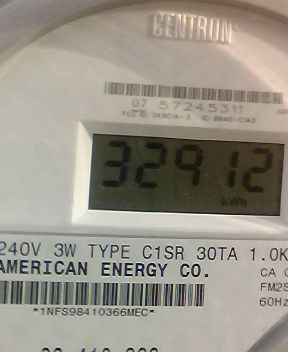 CENTRON
07 57245311
32912
kWh
240V 3W TYPE C1SR 30TA 1.0K
AMERICAN ENERGY CO.
CA
FM2S
60Hz
*1NFS98410366MEC*